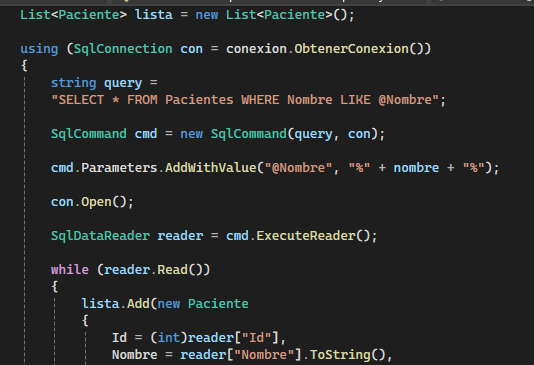 List<Paciente> lista = new List<Paciente>();
using (SqlConnection con = conexion.ObtenerConexion())
{
string query =
"SELECT * FROM Pacientes WHERE Nombre LIKE @Nombre";
SqlCommand cmd = new SqlCommand(query, con);
cmd.Parameters.AddWithValue("@Nombre", "%" + nombre + "%");
con.Open();
SqlDataReader reader = cmd.ExecuteReader();
while (reader.Read())
{
lista.Add(new Paciente
{
Id = (int)reader["Id"],
Nombre = reader["Nombre"].ToString(),